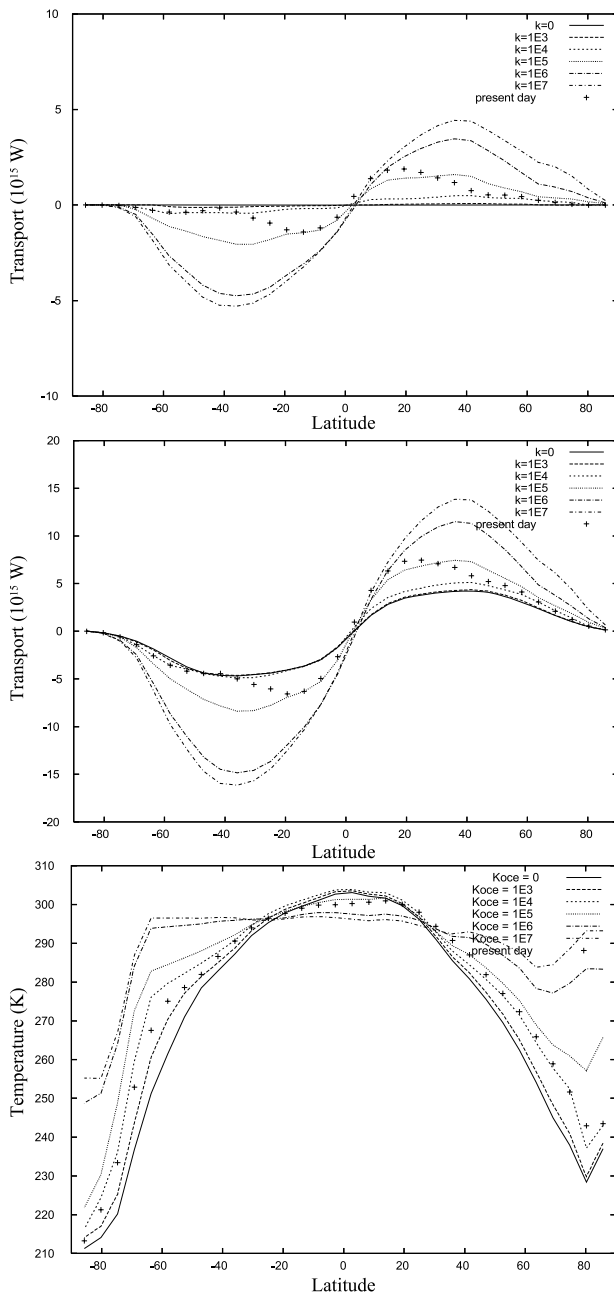 10
5
0
-5
-10
Transport (10¹⁵ W)
k=0
k=1E3
k=1E4
k=1E5
k=1E6
k=1E7
present day
-80 -60 -40 -20 0 20 40 60 80
Latitude
20
15
10
5
0
-5
-10
-15
-20
Transport (10¹⁵ W)
k=0
k=1E3
k=1E4
k=1E5
k=1E6
k=1E7
present day
-80 -60 -40 -20 0 20 40 60 80
Latitude
310
300
290
280
270
260
250
240
230
220
210
Temperature (K)
Koce = 0
Koce = 1E3
Koce = 1E4
Koce = 1E5
Koce = 1E6
Koce = 1E7
present day
-80 -60 -40 -20 0 20 40 60 80
Latitude